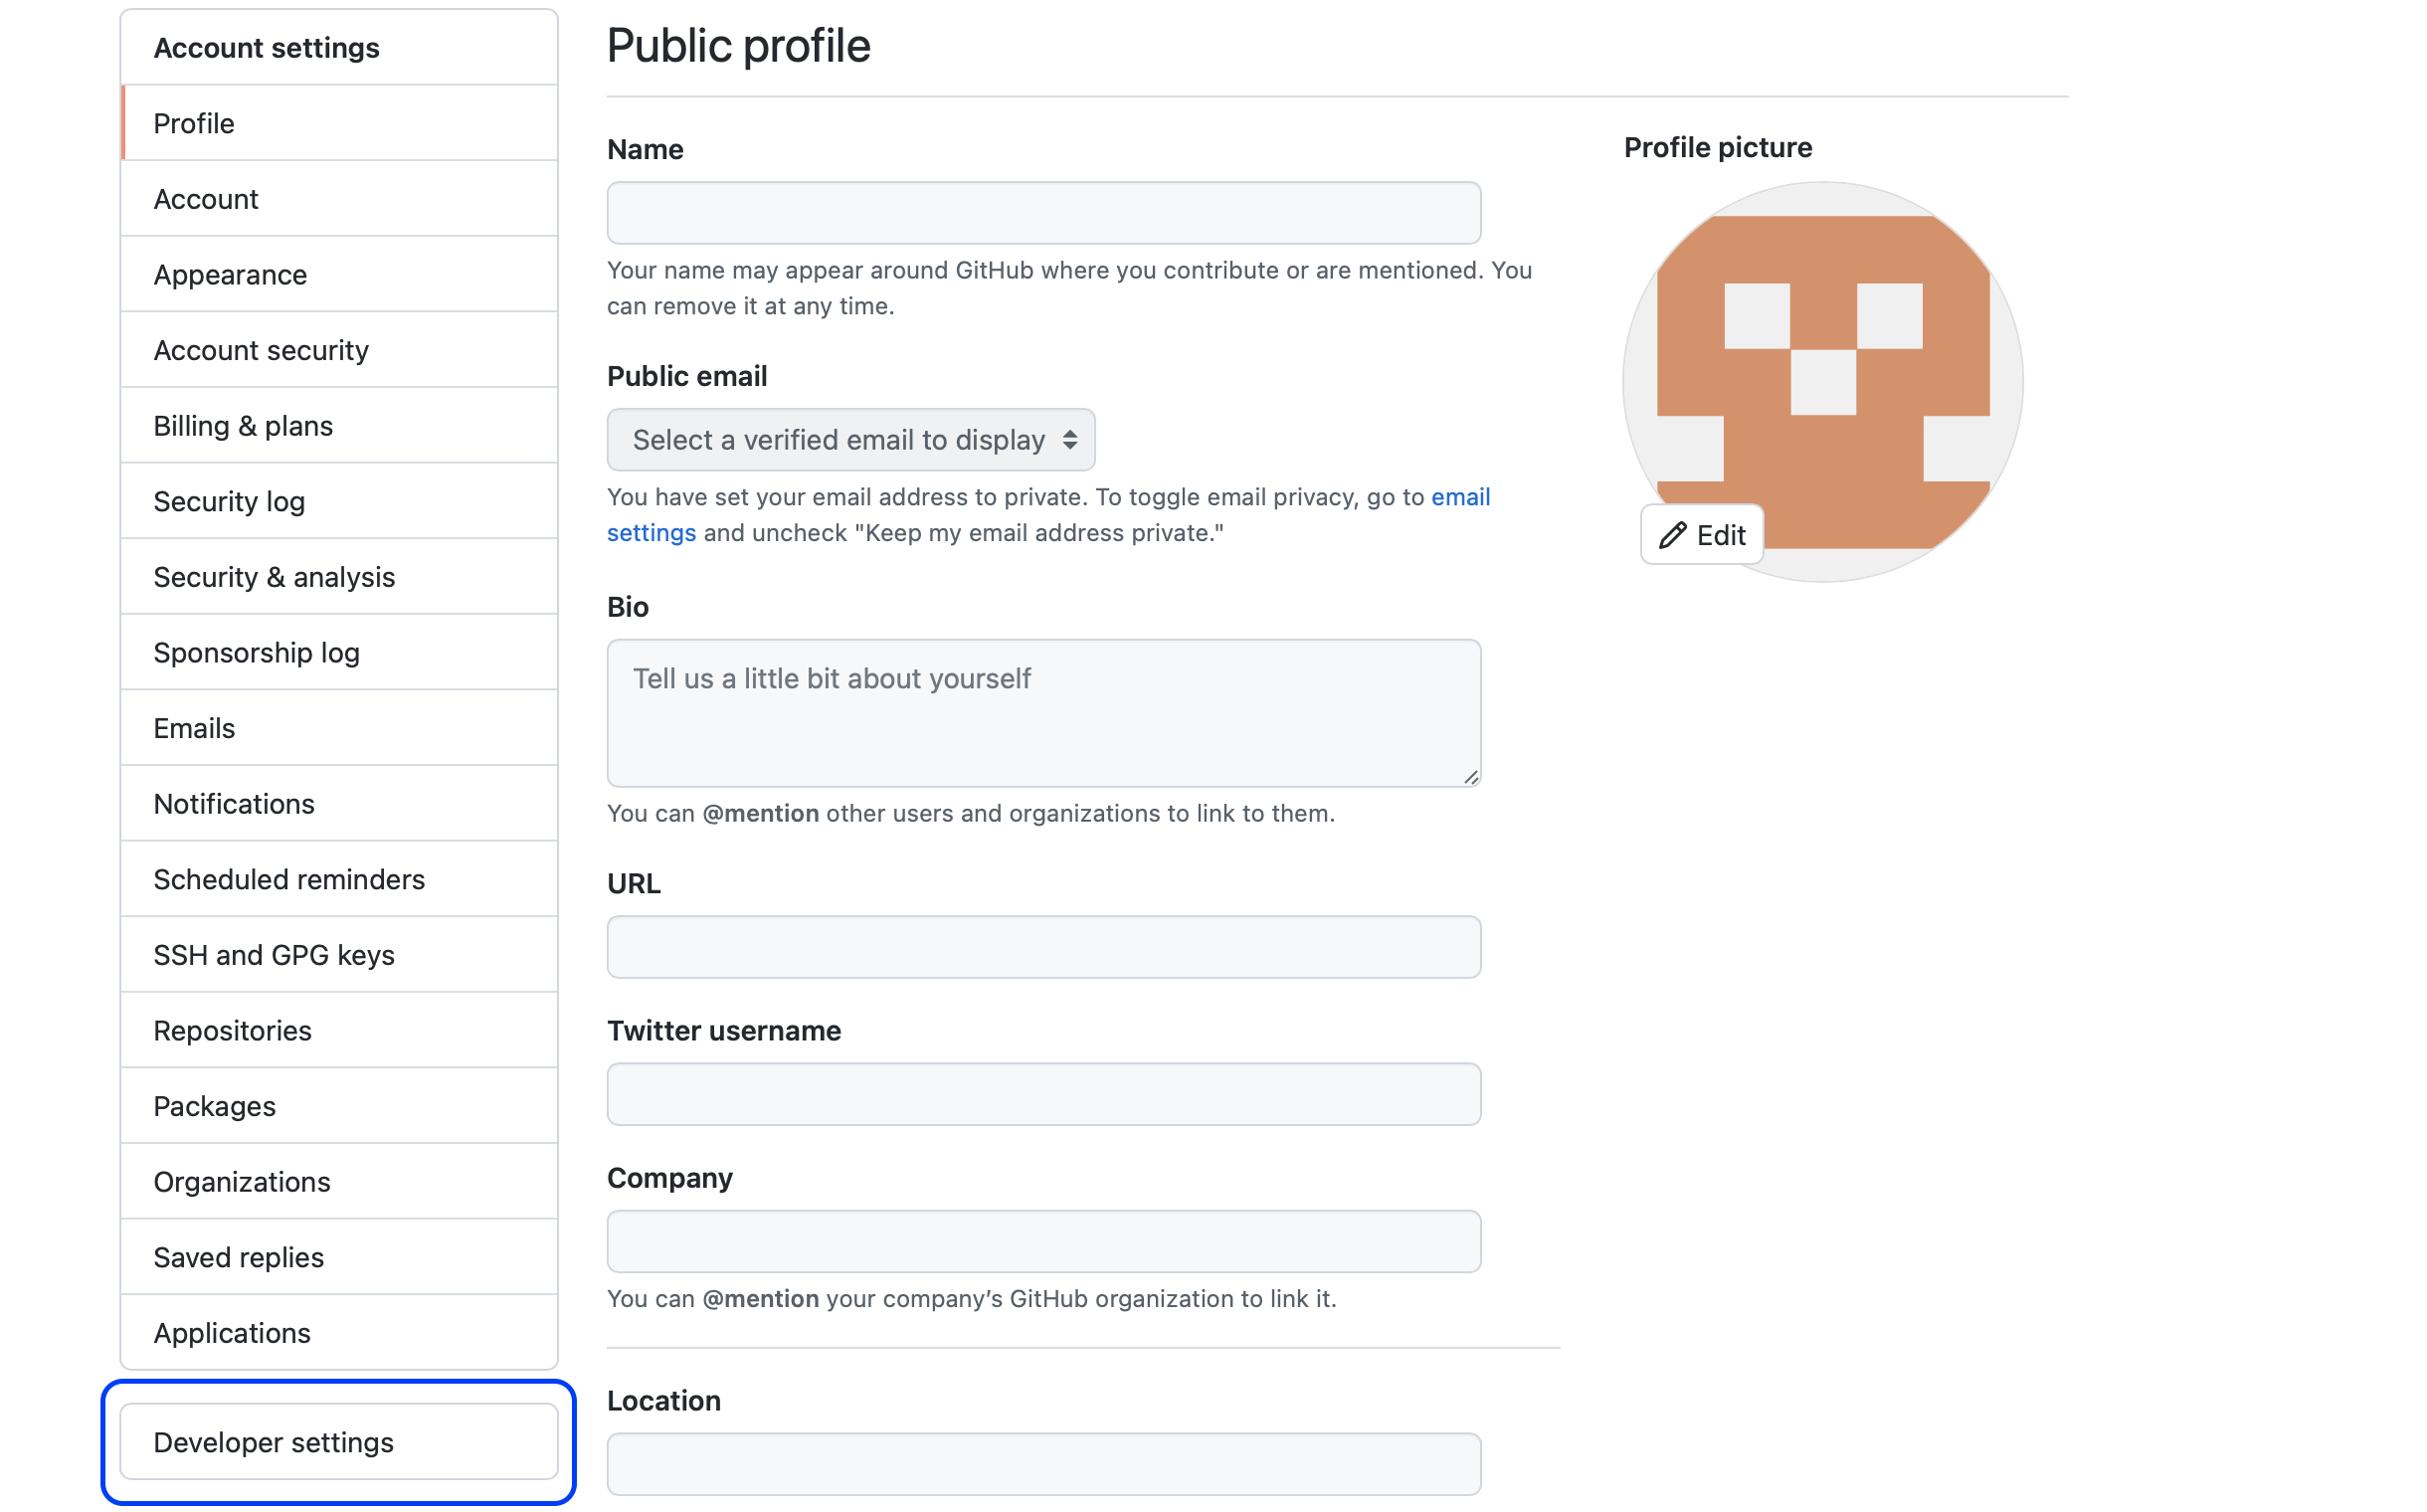 Account settings
Profile
Account
Appearance
Account security
Billing & plans
Security log
Security & analysis
Sponsorship log
Emails
Notifications
Scheduled reminders
SSH and GPG keys
Repositories
Packages
Organizations
Saved replies
Applications
Developer settings
Public profile
Name
Your name may appear around GitHub where you contribute or are mentioned. You
can remove it at any time.
Public email
Select a verified email to display
You have set your email address to private. To toggle email privacy, go to email
settings and uncheck "Keep my email address private."
Bio
Tell us a little bit about yourself
You can @mention other users and organizations to link to them.
URL
Twitter username
Company
You can @mention your company’s GitHub organization to link it.
Location
Profile picture
Edit